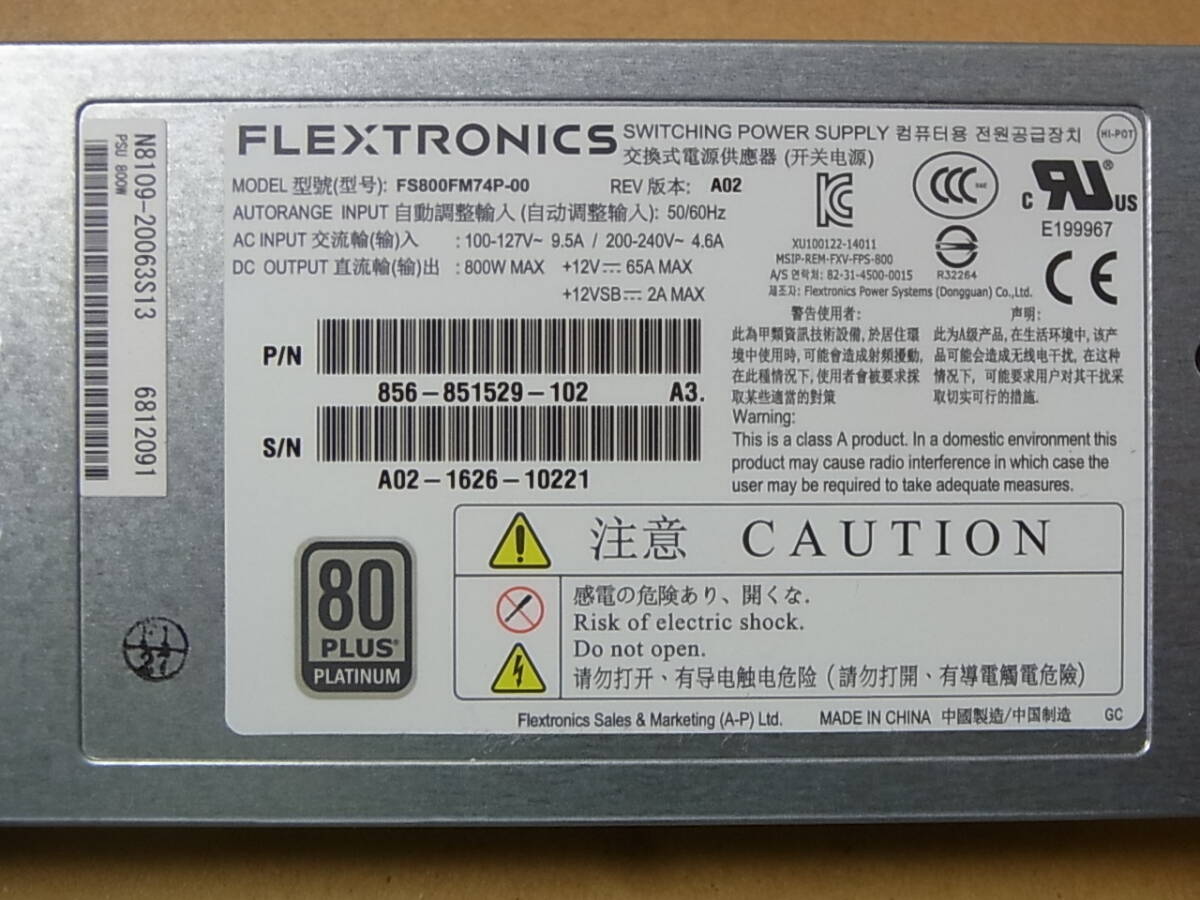 N8109-20063S13 6812091
PSU 800W
FLEXTRONICS
SWITCHING POWER SUPPLY 컴퓨터용 전원공급장치
交換式電源供應器 (开关电源)
HI-POT
MODEL 型號(型号): FS800FM74P-00 REV 版本: A02
AUTORANGE INPUT 自動調整輸入 (自动调整输入): 50/60Hz
AC INPUT 交流輸(输)入 : 100-127V~ 9.5A / 200-240V~ 4.6A
DC OUTPUT 直流輸(输)出 : 800W MAX +12V⎓ 65A MAX
+12VSB⎓ 2A MAX
XU100122-14011
MSIP-REM-FXV-FPS-800
A/S 연락처: 82-31-4500-0015
제조자: Flextronics Power Systems (Dongguan) Co.,Ltd.
R32264
c RU US
E199967
CE
P/N
856-851529-102 A3.
S/N
A02-1626-10221
警告使用者:
此為甲類資訊技術設備, 於居住環
境中使用時, 可能會造成射頻擾動,
在此種情況下, 使用者會被要求採
取某些適當的對策
声明:
此为A级产品, 在生活环境中, 该产
品可能会造成无线电干扰, 在这种
情况下, 可能要求用户对其干扰采
取切实可行的措施.
Warning:
This is a class A product. In a domestic environment this
product may cause radio interference in which case the
user may be required to take adequate measures.
80
PLUS®
PLATINUM
注意 CAUTION
感電の危険あり、開くな.
Risk of electric shock.
Do not open.
请勿打开、有导电触电危险 (請勿打開、有導電觸電危險)
Flextronics Sales & Marketing (A-P) Ltd. MADE IN CHINA 中國製造/中国制造 GC